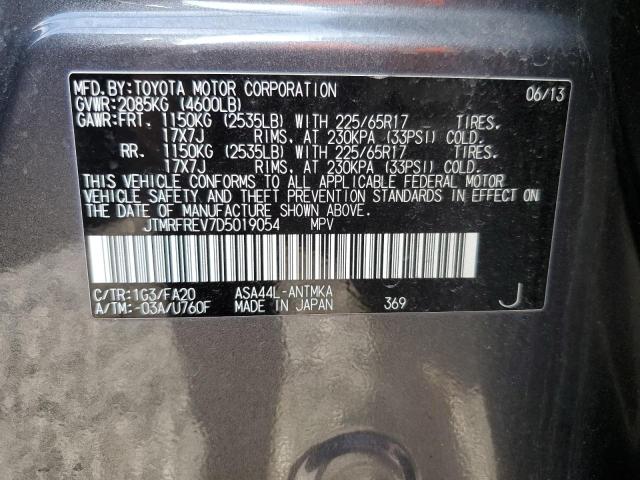 MFD.BY:TOYOTA MOTOR CORPORATION 06/13
GVWR:2085KG (4600LB)
GAWR:FRT. 1150KG (2535LB) WITH 225/65R17 TIRES.
17X7J RIMS, AT 230KPA (33PSI) COLD.
RR. 1150KG (2535LB) WITH 225/65R17 TIRES.
17X7J RIMS, AT 230KPA (33PSI) COLD.
THIS VEHICLE CONFORMS TO ALL APPLICABLE FEDERAL MOTOR
VEHICLE SAFETY AND THEFT PREVENTION STANDARDS IN EFFECT ON
THE DATE OF MANUFACTURE SHOWN ABOVE.
JTMRFREV7D5019054 MPV
C/TR:1G3/FA20 ASA44L-ANTMKA
A/TM:-03A/U760F MADE IN JAPAN 369 J